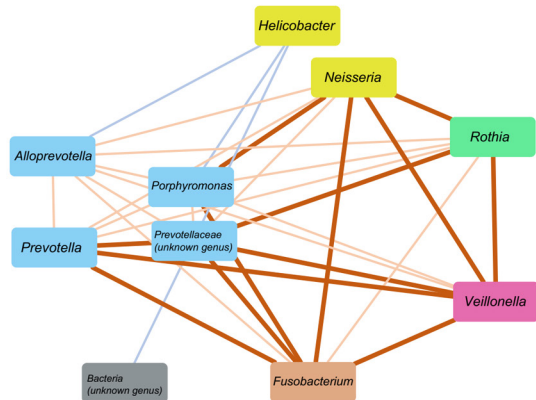 Helicobacter
Neisseria
Rothia
Alloprevotella
Porphyromonas
Prevotella
Prevotellaceae
(unknown genus)
Veillonella
Bacteria
(unknown genus)
Fusobacterium